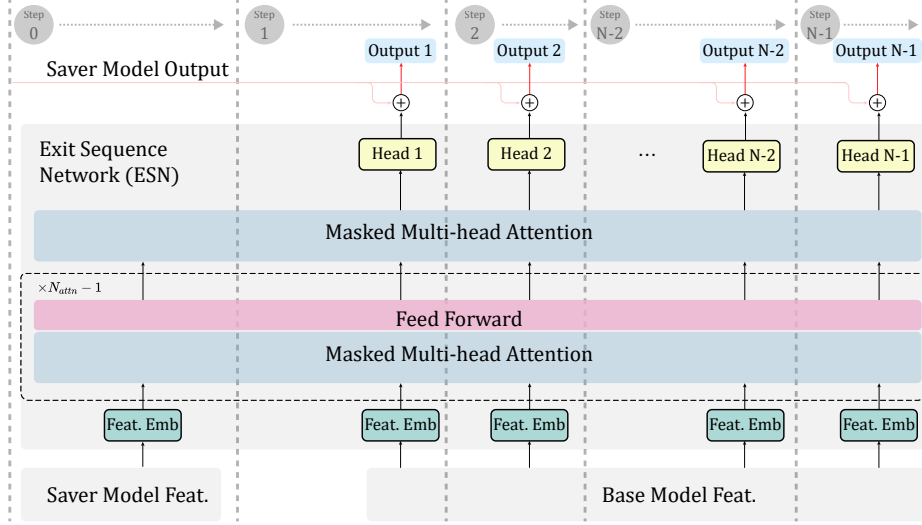 Step
0
Step
1
Step
2
Step
N-2
Step
N-1
Output 1
Output 2
Output N-2
Output N-1
Saver Model Output
Exit Sequence
Network (ESN)
Head 1
Head 2
...
Head N-2
Head N-1
Masked Multi-head Attention
×N_{attn} − 1
Feed Forward
Masked Multi-head Attention
Feat. Emb
Feat. Emb
Feat. Emb
Feat. Emb
Feat. Emb
Saver Model Feat.
Base Model Feat.